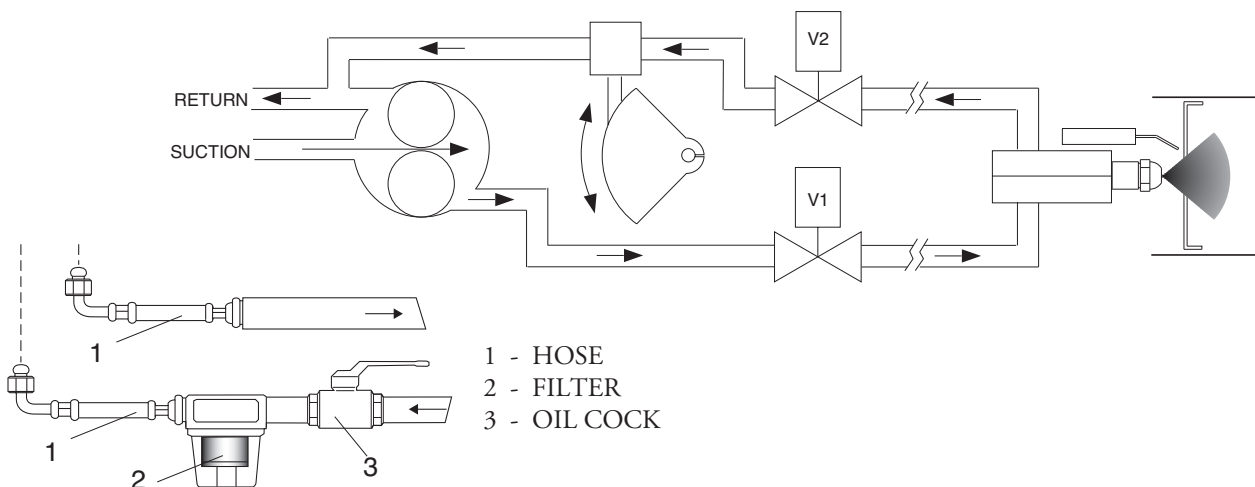 V2
RETURN
SUCTION
V1
1
1 - HOSE
2 - FILTER
3 - OIL COCK
1
2
3